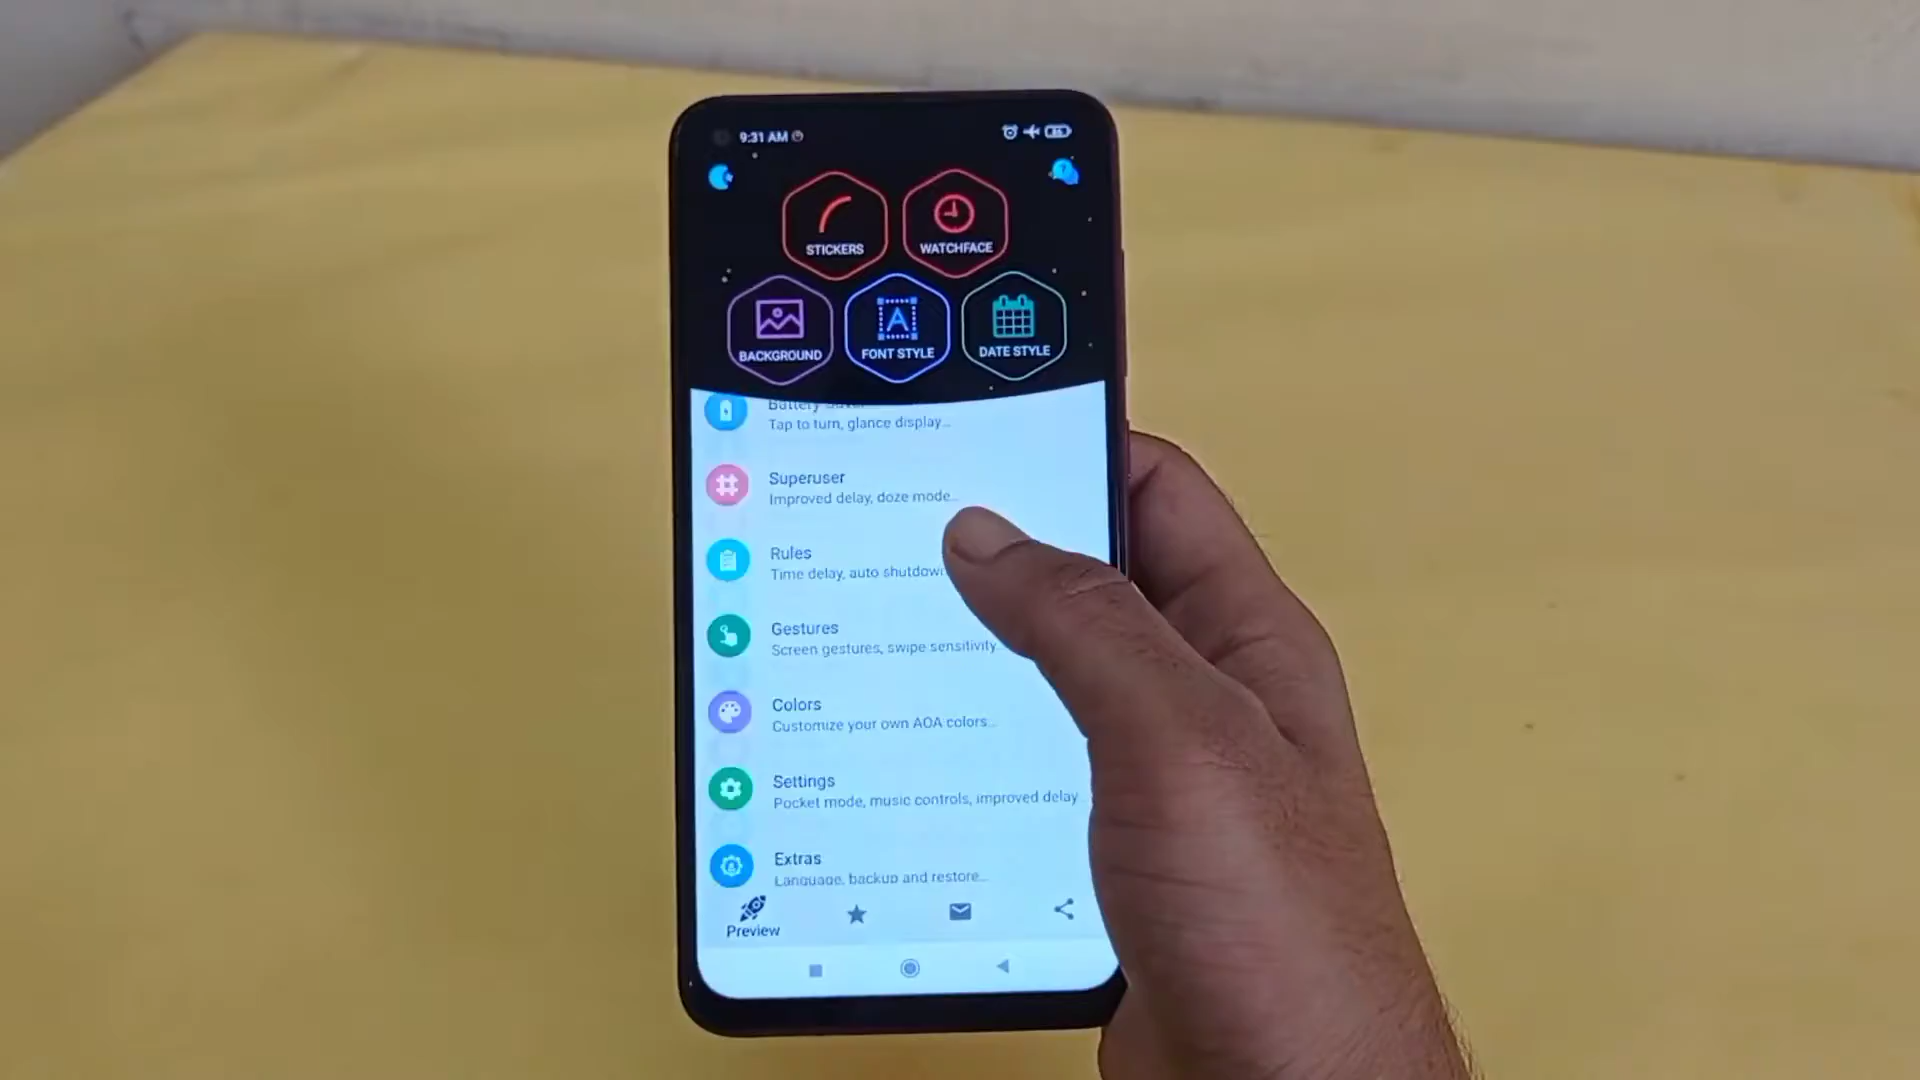 9:31 AM
STICKERS
WATCHFACE
BACKGROUND
FONT STYLE
DATE STYLE
Battery Saver
Tap to turn, glance display...
Superuser
Improved delay, doze mode...
Rules
Time delay, auto shutdown
Gestures
Screen gestures, swipe sensitivity...
Colors
Customize your own AOA colors...
Settings
Pocket mode, music controls, improved delay
Extras
Language, backup and restore...
Preview